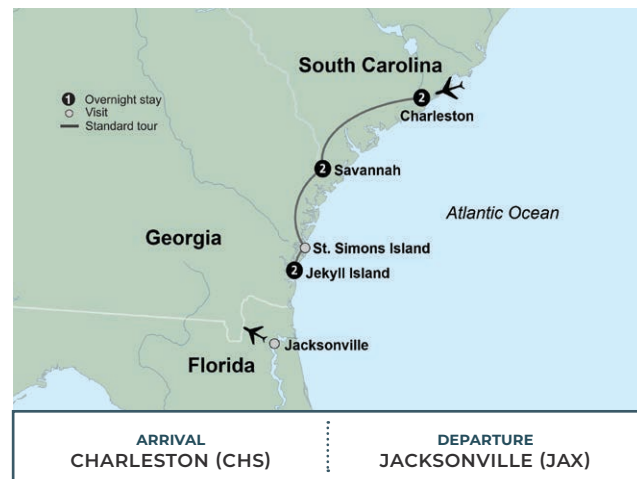 South Carolina
1 Overnight stay
Visit
Standard tour
2
Charleston
2 Savannah
Atlantic Ocean
Georgia
St. Simons Island
2 Jekyll Island
Jacksonville
Florida
ARRIVAL
CHARLESTON (CHS)
DEPARTURE
JACKSONVILLE (JAX)